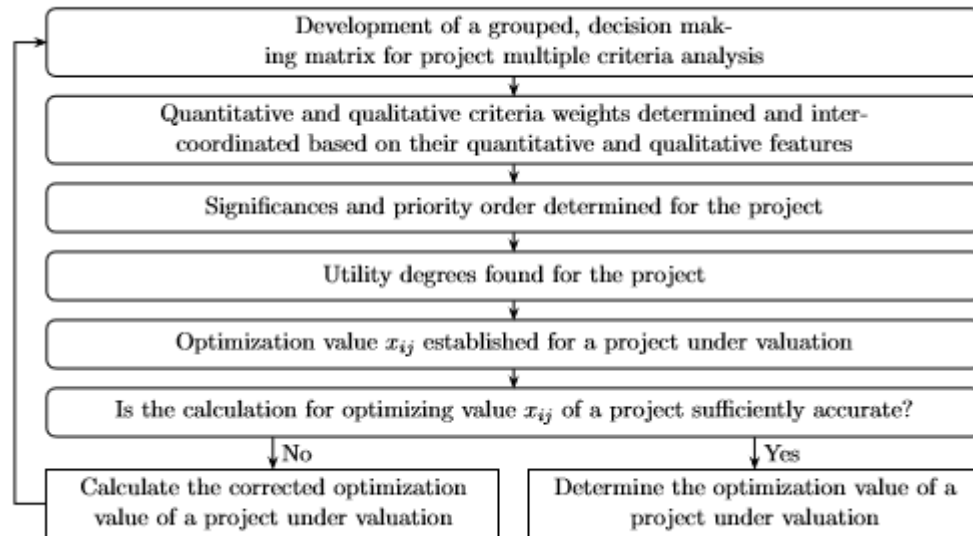 Development of a grouped, decision mak-
ing matrix for project multiple criteria analysis
Quantitative and qualitative criteria weights determined and inter-
coordinated based on their quantitative and qualitative features
Significances and priority order determined for the project
Utility degrees found for the project
Optimization value x_{ij} established for a project under valuation
Is the calculation for optimizing value x_{ij} of a project sufficiently accurate?
No
Yes
Calculate the corrected optimization
value of a project under valuation
Determine the optimization value of a
project under valuation